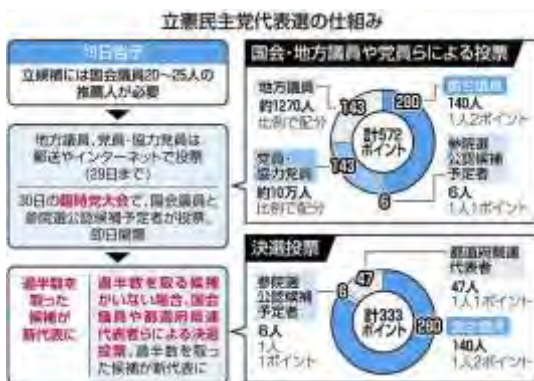 立憲民主党代表選の仕組み
19日告示
立候補には国会議員20〜25人の
推薦人が必要
地方議員、党員・協力党員は
郵送やインターネットで投票
(29日まで)
30日の臨時党大会で、国会議員と
参院選公認候補予定者が投票、
即日開票
過半数を
取った
候補が
新代表に
過半数を取る候補
がいない場合、国会
議員や都道府県連
代表者らによる決選
投票。過半数を取っ
た候補が新代表に
国会・地方議員や党員らによる投票
地方議員
約1270人
比例で配分
143
280
国会議員
140人
1人2ポイント
計572
ポイント
党員・
協力党員
約10万人
比例で配分
143
6
参院選
公認候補
予定者
6人
1人1ポイント
決選投票
参院選
公認候補
予定者
6人
1人
1ポイント
6
47
都道府県連
代表者
47人
1人1ポイント
計333
ポイント
280
国会議員
140人
1人2ポイント